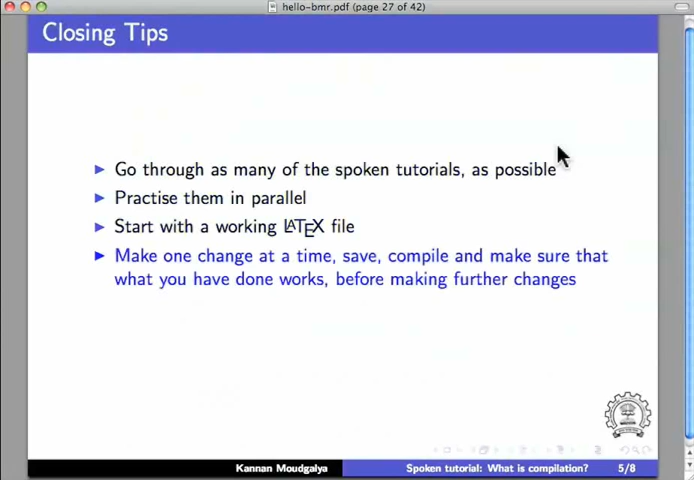 hello-bmr.pdf (page 27 of 42)
Closing Tips
Go through as many of the spoken tutorials, as possible
Practise them in parallel
Start with a working LATEX file
Make one change at a time, save, compile and make sure that
what you have done works, before making further changes
Kannan Moudgalya
Spoken tutorial: What is compilation?
5/8